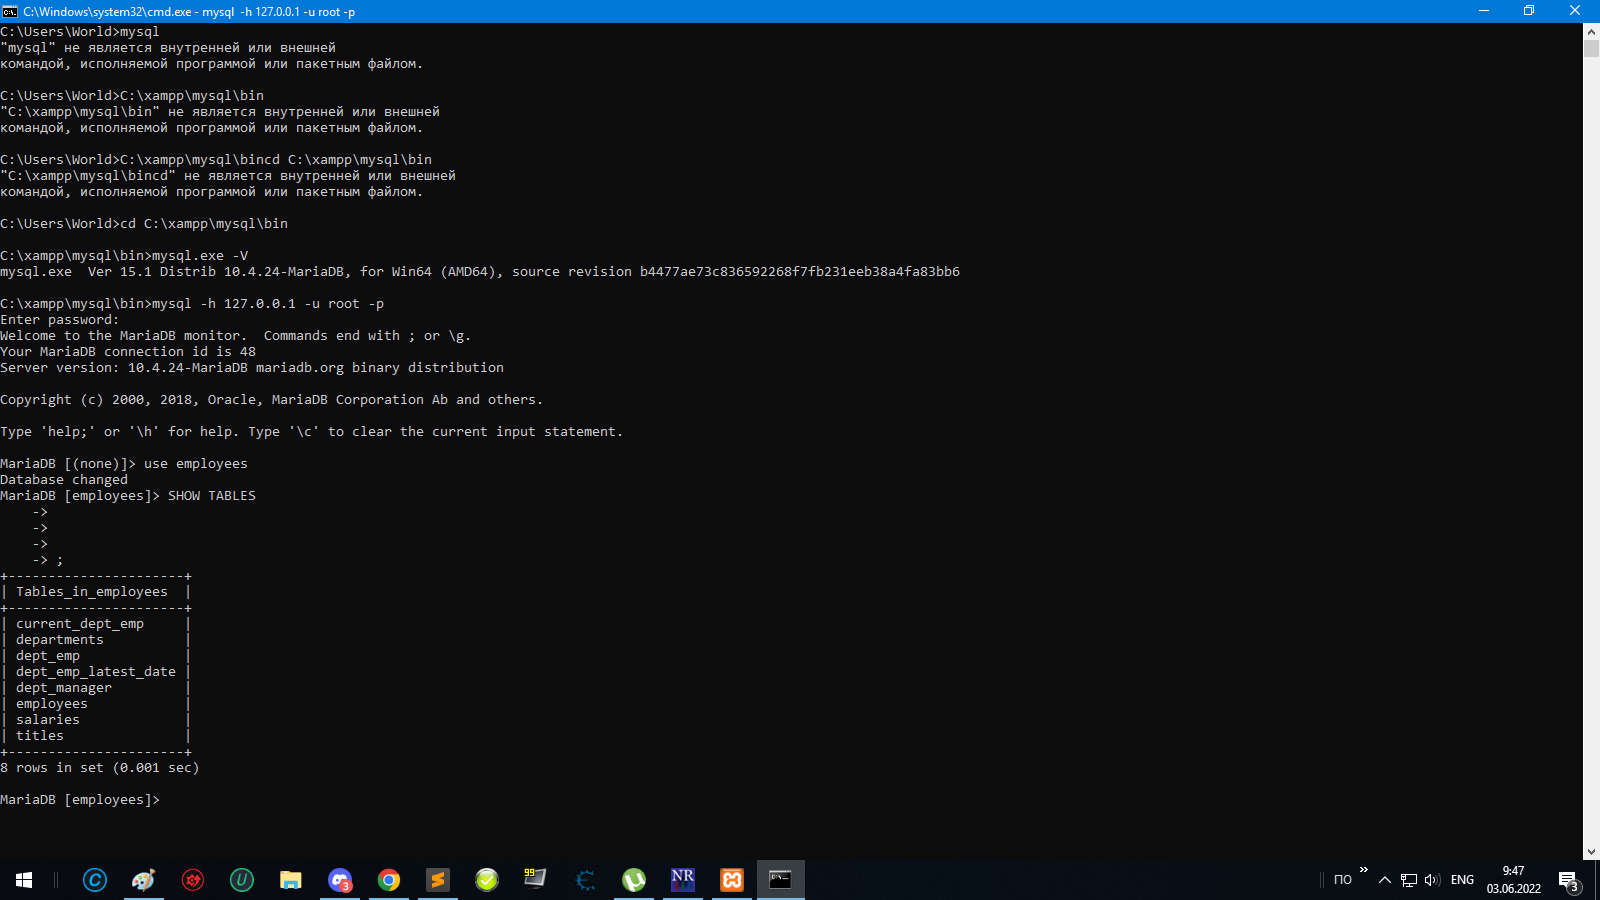 C:\Windows\system32\cmd.exe - mysql  -h 127.0.0.1 -u root -p
C:\Users\World>mysql
"mysql" не является внутренней или внешней
командой, исполняемой программой или пакетным файлом.
C:\Users\World>C:\xampp\mysql\bin
"C:\xampp\mysql\bin" не является внутренней или внешней
командой, исполняемой программой или пакетным файлом.
C:\Users\World>C:\xampp\mysql\bincd C:\xampp\mysql\bin
"C:\xampp\mysql\bincd" не является внутренней или внешней
командой, исполняемой программой или пакетным файлом.
C:\Users\World>cd C:\xampp\mysql\bin
C:\xampp\mysql\bin>mysql.exe -V
mysql.exe  Ver 15.1 Distrib 10.4.24-MariaDB, for Win64 (AMD64), source revision b4477ae73c836592268f7fb231eeb38a4fa83bb6
C:\xampp\mysql\bin>mysql -h 127.0.0.1 -u root -p
Enter password:
Welcome to the MariaDB monitor.  Commands end with ; or \g.
Your MariaDB connection id is 48
Server version: 10.4.24-MariaDB mariadb.org binary distribution
Copyright (c) 2000, 2018, Oracle, MariaDB Corporation Ab and others.
Type 'help;' or '\h' for help. Type '\c' to clear the current input statement.
MariaDB [(none)]> use employees
Database changed
MariaDB [employees]> SHOW TABLES
    ->
    ->
    ->
    -> ;
+----------------------+
| Tables_in_employees  |
+----------------------+
| current_dept_emp     |
| departments          |
| dept_emp             |
| dept_emp_latest_date |
| dept_manager         |
| employees            |
| salaries             |
| titles               |
+----------------------+
8 rows in set (0.001 sec)
MariaDB [employees]>
3
99
NR
ПО
ENG
9:47
03.06.2022
3